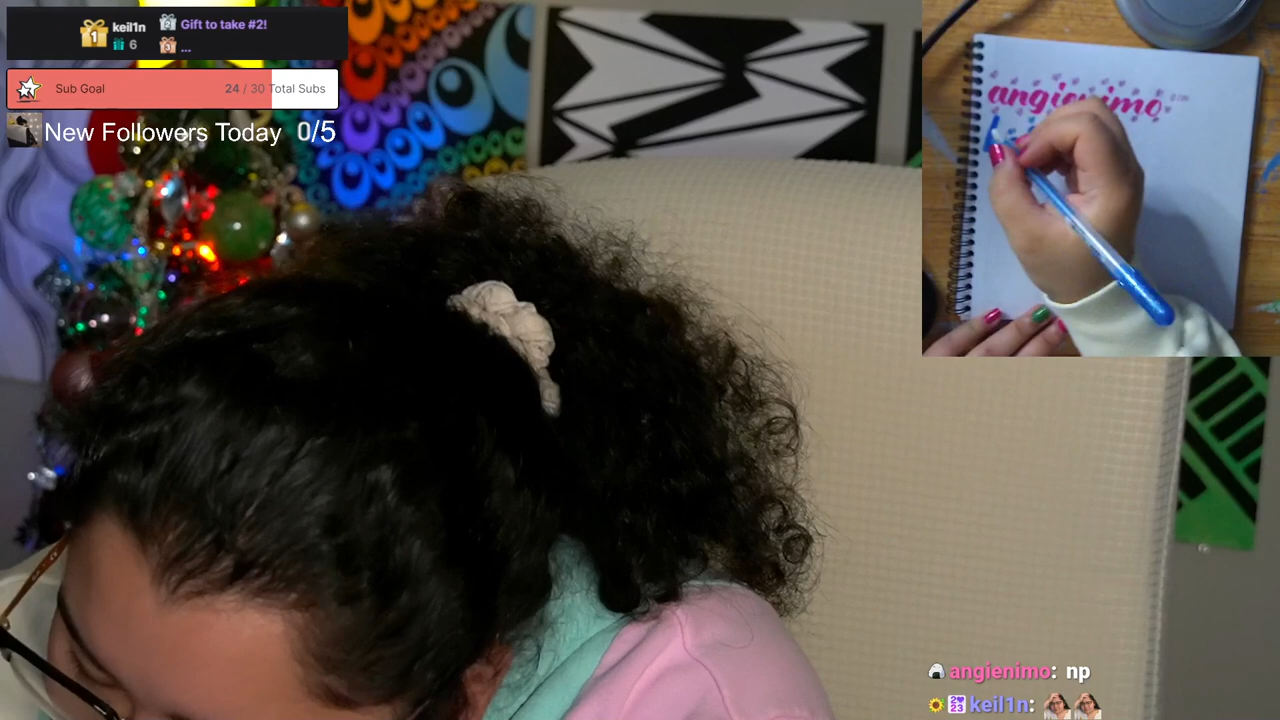 keil1n
6
Gift to take #2!
...
Sub Goal
24 / 30 Total Subs
New Followers Today 0/5
angienimo
angienimo: np
keil1n: